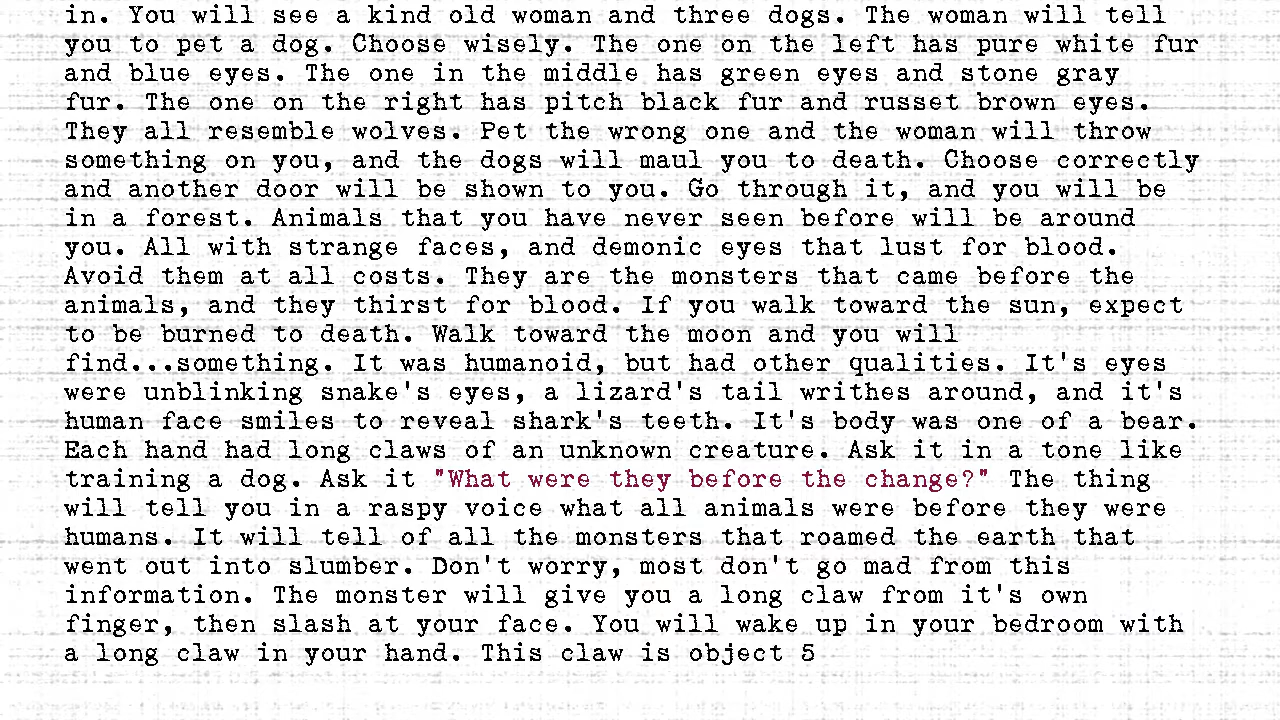 in. You will see a kind old woman and three dogs. The woman will tell
you to pet a dog. Choose wisely. The one on the left has pure white fur
and blue eyes. The one in the middle has green eyes and stone gray
fur. The one on the right has pitch black fur and russet brown eyes.
They all resemble wolves. Pet the wrong one and the woman will throw
something on you, and the dogs will maul you to death. Choose correctly
and another door will be shown to you. Go through it, and you will be
in a forest. Animals that you have never seen before will be around
you. All with strange faces, and demonic eyes that lust for blood.
Avoid them at all costs. They are the monsters that came before the
animals, and they thirst for blood. If you walk toward the sun, expect
to be burned to death. Walk toward the moon and you will
find...something. It was humanoid, but had other qualities. It's eyes
were unblinking snake's eyes, a lizard's tail writhes around, and it's
human face smiles to reveal shark's teeth. It's body was one of a bear.
Each hand had long claws of an unknown creature. Ask it in a tone like
training a dog. Ask it "What were they before the change?" The thing
will tell you in a raspy voice what all animals were before they were
humans. It will tell of all the monsters that roamed the earth that
went out into slumber. Don't worry, most don't go mad from this
information. The monster will give you a long claw from it's own
finger, then slash at your face. You will wake up in your bedroom with
a long claw in your hand. This claw is object 5